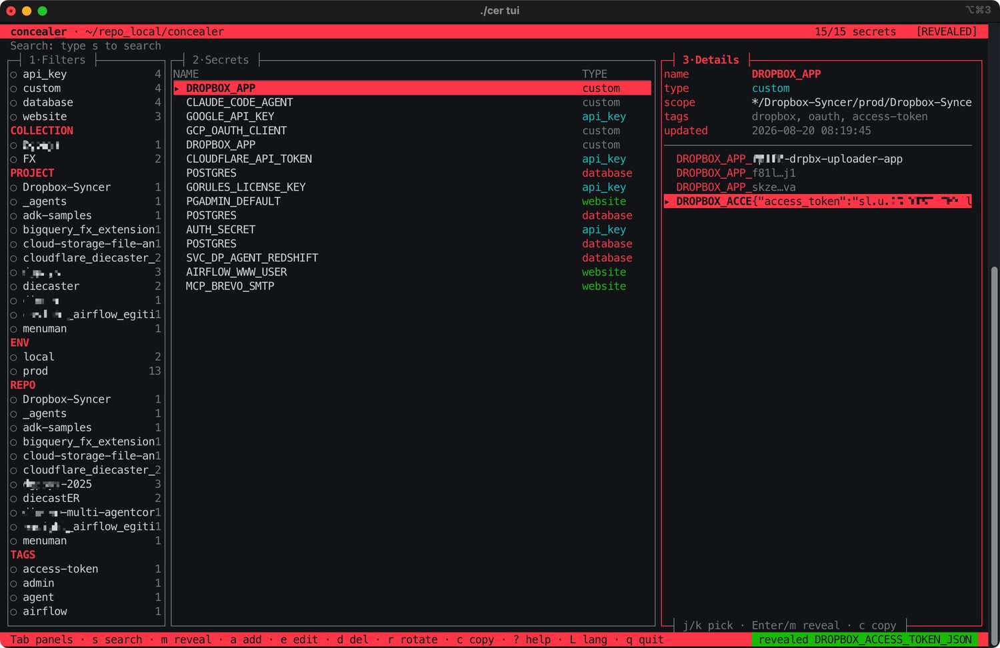 ./cer tui
⌥⌘3
concealer · ~/repo_local/concealer 15/15 secrets [REVEALED]
Search: type s to search
1·Filters
api_key 4
custom 4
database 4
website 3
COLLECTION
1
FX 2
PROJECT
Dropbox-Syncer 1
_agents 1
adk-samples 1
bigquery_fx_extension1
cloud-storage-file-an1
cloudflare_diecaster_2
3
diecaster 2
1
_airflow_egiti1
menuman 1
ENV
local 2
prod 13
REPO
Dropbox-Syncer 1
_agents 1
adk-samples 1
bigquery_fx_extension1
cloud-storage-file-an1
cloudflare_diecaster_2
-2025 3
diecastER 2
-multi-agentcor1
_airflow_egiti1
menuman 1
TAGS
access-token 1
admin 1
agent 1
airflow 1
2·Secrets
NAME TYPE
▸ DROPBOX_APP custom
CLAUDE_CODE_AGENT custom
GOOGLE_API_KEY api_key
GCP_OAUTH_CLIENT custom
DROPBOX_APP custom
CLOUDFLARE_API_TOKEN api_key
POSTGRES database
GORULES_LICENSE_KEY api_key
PGADMIN_DEFAULT website
POSTGRES database
AUTH_SECRET api_key
POSTGRES database
SVC_DP_AGENT_REDSHIFT database
AIRFLOW_WWW_USER website
MCP_BREVO_SMTP website
3·Details
name DROPBOX_APP
type custom
scope */Dropbox-Syncer/prod/Dropbox-Synce
tags dropbox, oauth, access-token
updated 2026-08-20 08:19:45
DROPBOX_APP_ -drpbx-uploader-app
DROPBOX_APP_f81l…j1
DROPBOX_APP_skze…va
▸ DROPBOX_ACCE{"access_token":"sl.u. l
j/k pick · Enter/m reveal · c copy
Tab panels · s search · m reveal · a add · e edit · d del · r rotate · c copy · ? help · L lang · q quit
revealed DROPBOX_ACCESS_TOKEN_JSON